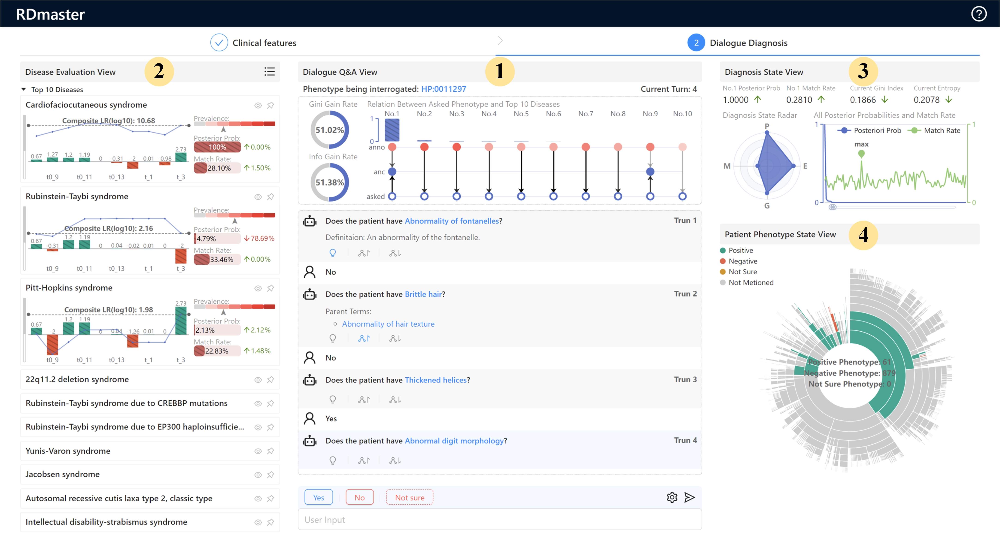 RDmaster
?
Clinical features
2 Dialogue Diagnosis
Disease Evaluation View
2
Top 10 Diseases
Cardiofaciocutaneous syndrome
Composite LR(log10): 10.68
0.67 1.27 1.2 1.19 0 -0.31 -2 0.01 -0.98 2.73
t0_9 t0_11 t0_13 t_1 t_3
Prevalence:
Posterior Prob:
100% 0.00%
Match Rate:
28.10% 1.50%
Rubinstein-Taybi syndrome
Composite LR(log10): 2.16
0.67 -0.31 1.2 1.19 0 0.04 -0.02 0.01 0 -2
t0_9 t0_11 t0_13 t_1 t_3
Prevalence:
Posterior Prob:
4.79% 78.69%
Match Rate:
33.46% 0.00%
Pitt-Hopkins syndrome
Composite LR(log10): 1.98
0.67 -2 1.2 1.19 0 0.04 -1.26 0.01 0 2.73
t0_9 t0_11 t0_13 t_1 t_3
Prevalence:
Posterior Prob:
2.13% 2.12%
Match Rate:
22.83% 1.48%
22q11.2 deletion syndrome
Rubinstein-Taybi syndrome due to CREBBP mutations
Rubinstein-Taybi syndrome due to EP300 haploinsufficie...
Yunis-Varon syndrome
Jacobsen syndrome
Autosomal recessive cutis laxa type 2, classic type
Intellectual disability-strabismus syndrome
Dialogue Q&A View
1
Phenotype being interrogated: HP:0011297
Current Turn: 4
Gini Gain Rate
51.02%
Info Gain Rate
51.38%
Relation Between Asked Phenotype and Top 10 Diseases
No.1 No.2 No.3 No.4 No.5 No.6 No.7 No.8 No.9 No.10
1
0
anno
anc
asked
Does the patient have Abnormality of fontanelles?
Trun 1
Definitaion: An abnormality of the fontanelle.
No
Does the patient have Brittle hair?
Trun 2
Parent Terms:
Abnormality of hair texture
No
Does the patient have Thickened helices?
Trun 3
Yes
Does the patient have Abnormal digit morphology?
Trun 4
Yes
No
Not sure
User Input
Diagnosis State View
3
No.1 Posterior Prob No.1 Match Rate Current Gini Index Current Entropy
1.0000 0.2810 0.1866 0.2078
Diagnosis State Radar
P
M
E
G
All Posterior Probabilities and Match Rate
1 1
Posteriori Prob Match Rate
max
0 0
Patient Phenotype State View
4
Positive
Negative
Not Sure
Not Metioned
Positive Phenotype: 61
Negative Phenotype: 879
Not Sure Phenotype: 0